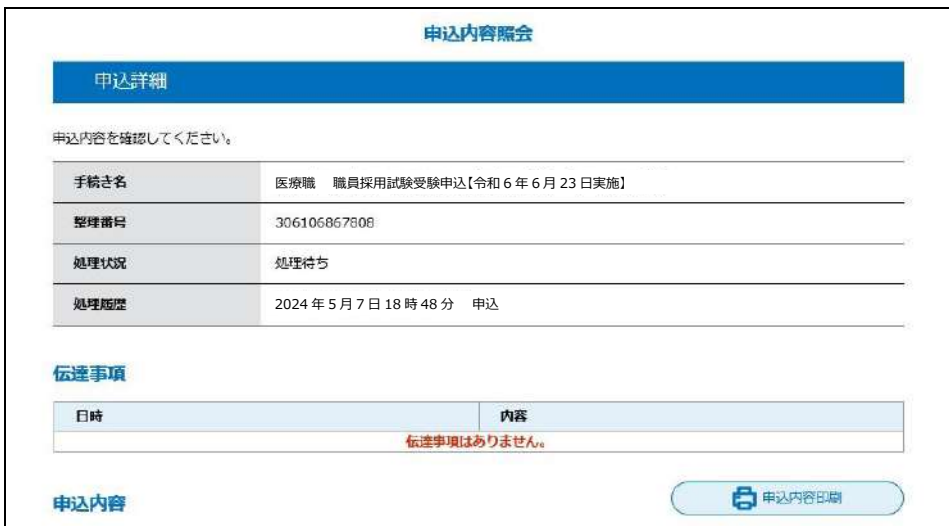 申込内容照会
申込詳細
申込内容を確認してください。
手続き名 医療職 職員採用試験受験申込【令和6年6月23日実施】
整理番号 306106867808
処理状況 処理待ち
処理履歴 2024年5月7日18時48分 申込
伝達事項
日時 内容
伝達事項はありません。
申込内容 申込内容印刷